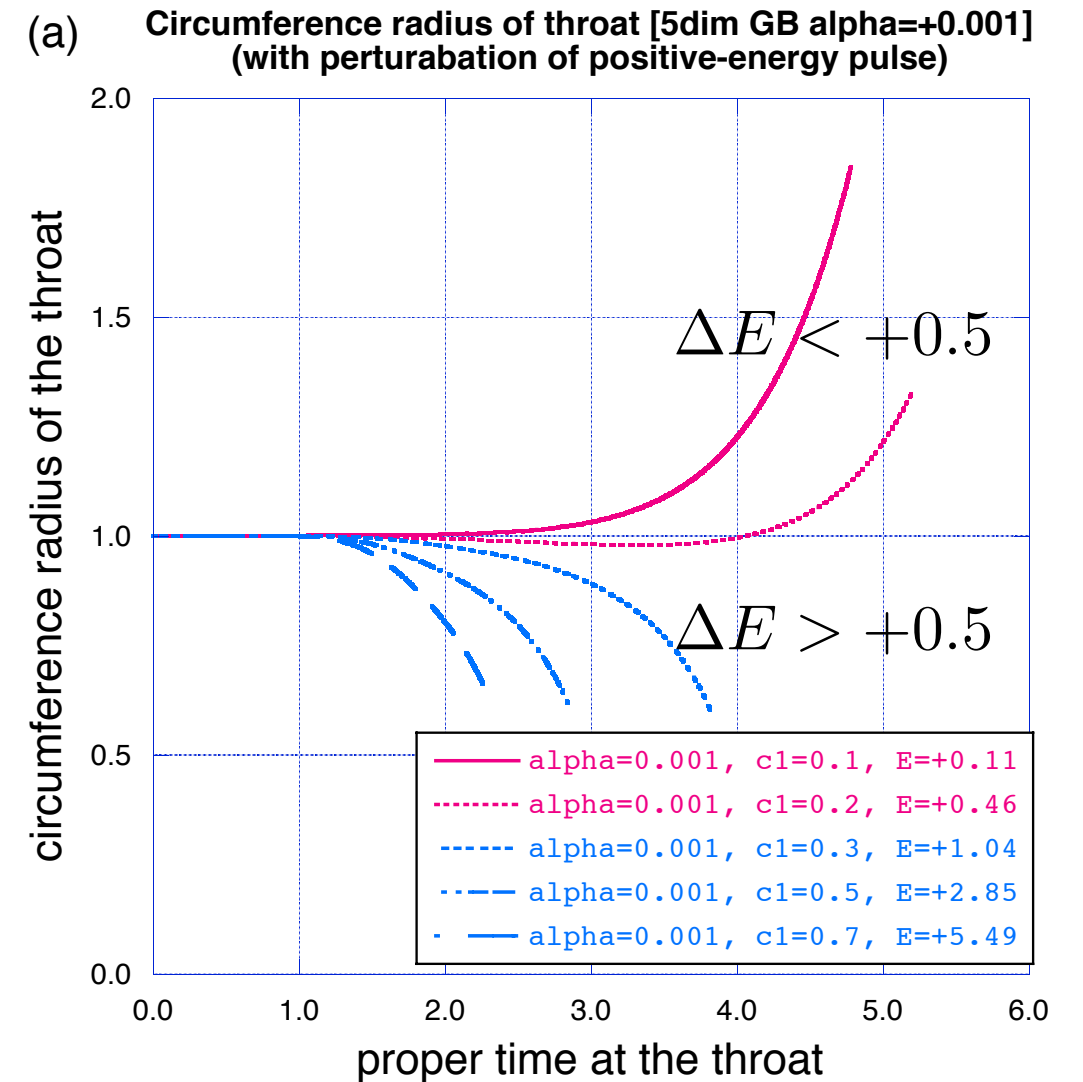 (a)
Circumference radius of throat [5dim GB alpha=+0.001]
(with perturabation of positive-energy pulse)
circumference radius of the throat
2.0
1.5
1.0
0.5
0.0
ΔE < +0.5
ΔE > +0.5
alpha=0.001, c1=0.1, E=+0.11
alpha=0.001, c1=0.2, E=+0.46
alpha=0.001, c1=0.3, E=+1.04
alpha=0.001, c1=0.5, E=+2.85
alpha=0.001, c1=0.7, E=+5.49
0.0 1.0 2.0 3.0 4.0 5.0 6.0
proper time at the throat